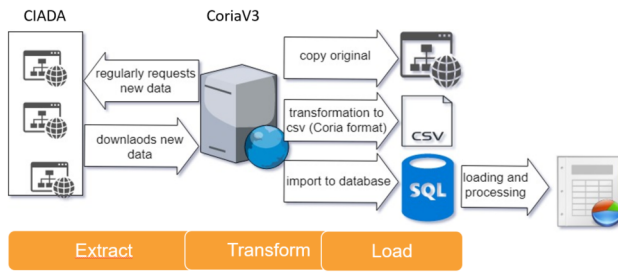 CIADA
CoriaV3
regularly requests
new data
downlaods new
data
copy original
transformation to
csv (Coria format)
CSV
import to database
SQL
loading and
processing
Extract
Transform
Load